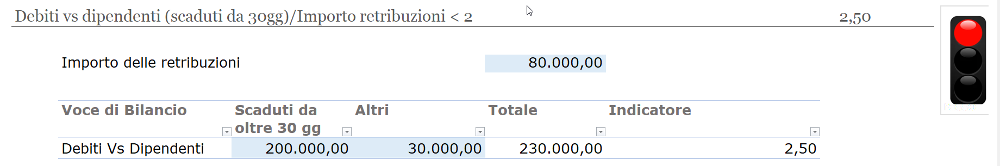 Debiti vs dipendenti (scaduti da 30gg)/Importo retribuzioni < 2 2,50
Importo delle retribuzioni 80.000,00
Voce di Bilancio Scaduti da oltre 30 gg Altri Totale Indicatore
Debiti Vs Dipendenti 200.000,00 30.000,00 230.000,00 2,50